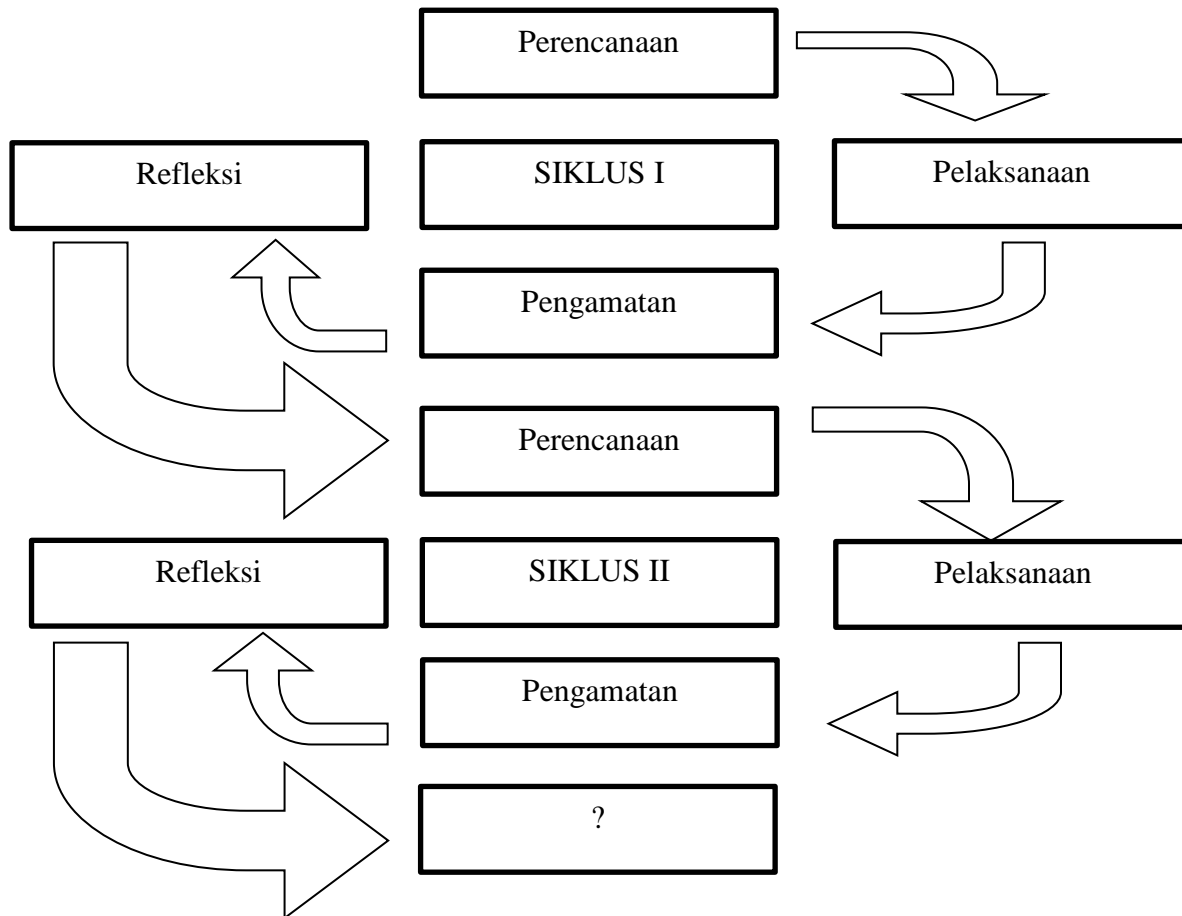 Perencanaan
Refleksi
SIKLUS I
Pelaksanaan
Pengamatan
Perencanaan
Refleksi
SIKLUS II
Pelaksanaan
Pengamatan
?